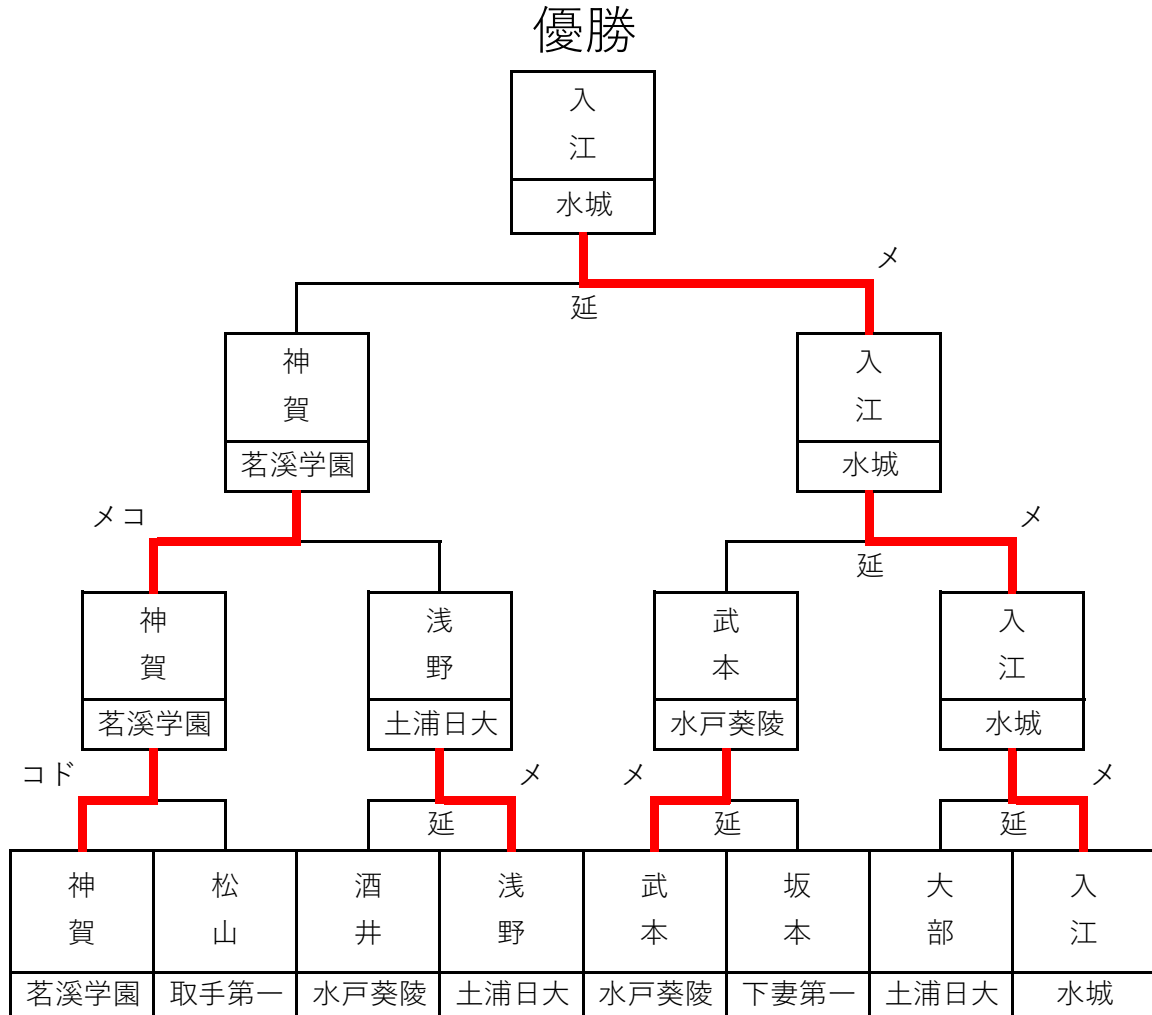 優勝
入江
水城
メ
延
神賀
入江
茗溪学園
水城
メコ
メ
延
神賀
浅野
武本
入江
茗溪学園
土浦日大
水戸葵陵
水城
コド
メ
メ
メ
延
延
延
神賀
松山
酒井
浅野
武本
坂本
大部
入江
茗溪学園
取手第一
水戸葵陵
土浦日大
水戸葵陵
下妻第一
土浦日大
水城